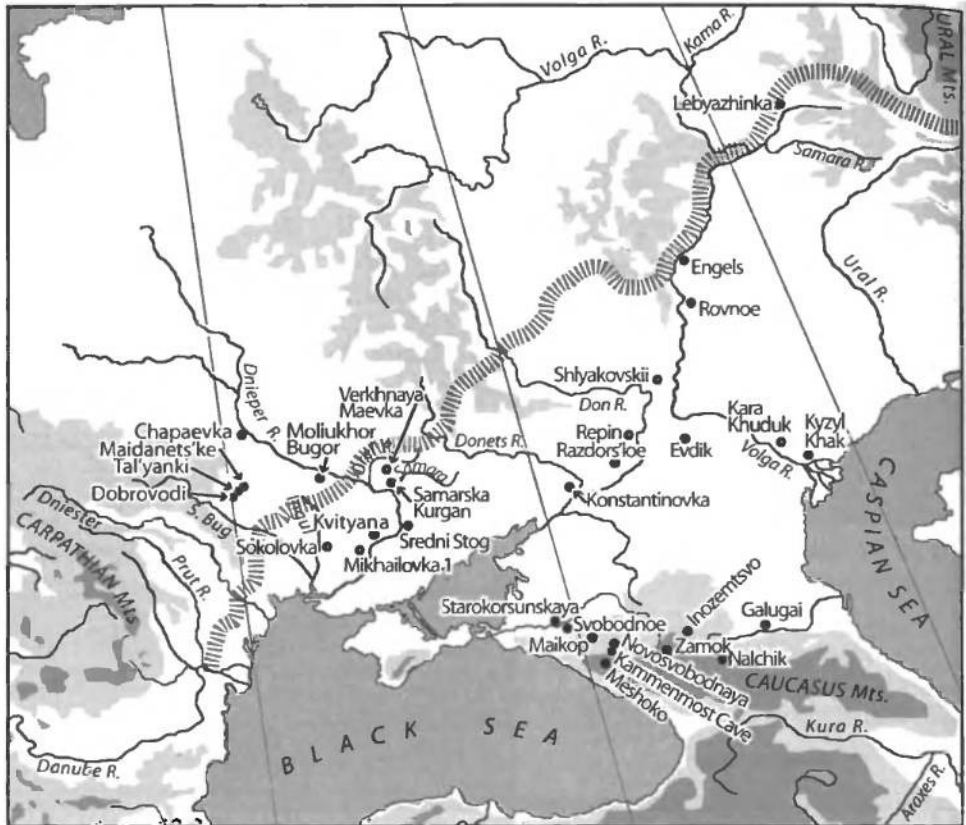 URAL Mts.
Kama R.
Volga R.
Lebyazhinka
Samara R.
Ural R.
Engels
Rovnoe
Dnieper R.
Verkhnaya
Maevka
Shlyakovskii
Don R.
Chapaevka
Moliukhor
Bugor
Donets R.
Repin
Razdors'loe
Evdik
Kara
Khuduk
Kyzyl
Khak
Volga R.
Maidanets'ke
Tal'yanki
Dobrovodi
Samara
Samarska
Kurgan
Konstantinovka
Dniester
S. Bug
Kvityana
Sredni Stog
Sokolovka
Mikhailovka 1
CARPATHIAN Mts
Prut R.
CASPIAN SEA
Starokorsunskaya
Svobodnoe
Inozemtsvo
Galugai
Maikop
Novosvobodnaya
Zamok
Nalchik
Kammenmost Cave
Meshoko
CAUCASUS Mts.
BLACK SEA
Kura R.
Danube R.
Araxes R.